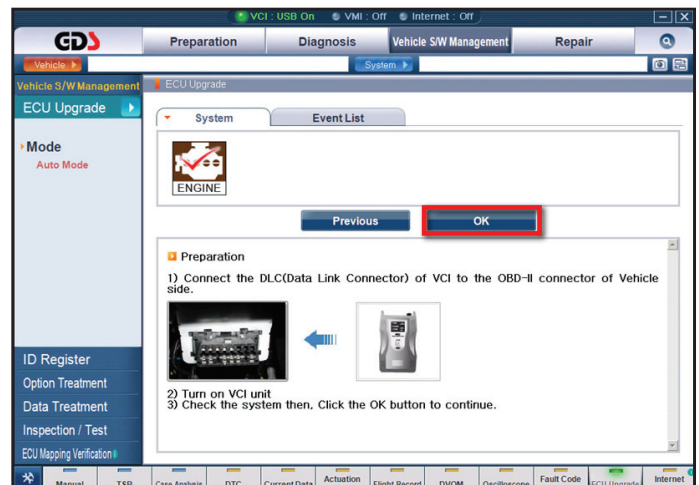 VCI : USB On VMI : Off Internet : Off
GDS Preparation Diagnosis Vehicle S/W Management Repair
Vehicle System
Vehicle S/W Management ECU Upgrade
ECU Upgrade
System Event List
Mode
Auto Mode
ENGINE
Previous OK
Preparation
1) Connect the DLC(Data Link Connector) of VCI to the OBD-II connector of Vehicle
side.
2) Turn on VCI unit
3) Check the system then, Click the OK button to continue.
ID Register
Option Treatment
Data Treatment
Inspection / Test
ECU Mapping Verification
Manual TSB Case Analysis DTC Current Data Actuation Flight Record DVOM Oscilloscope Fault Code ECU Upgrade Internet